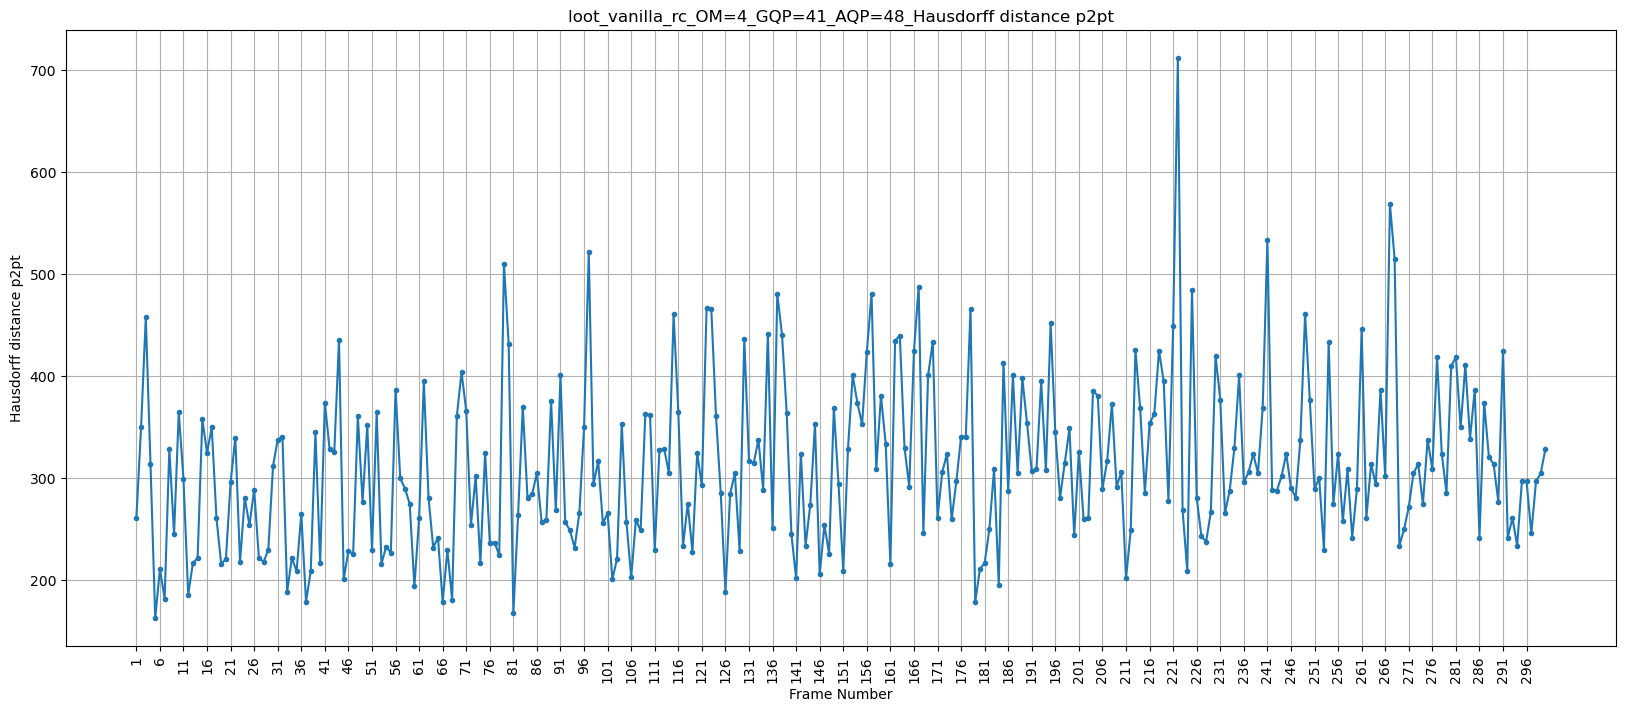 loot_vanilla_rc_OM=4_GQP=41_AQP=48_Hausdorff distance p2pt
Hausdorff distance p2pt
700
600
500
400
300
200
1 6 11 16 21 26 31 36 41 46 51 56 61 66 71 76 81 86 91 96 101 106 111 116 121 126 131 136 141 146 151 156 161 166 171 176 181 186 191 196 201 206 211 216 221 226 231 236 241 246 251 256 261 266 271 276 281 286 291 296
Frame Number